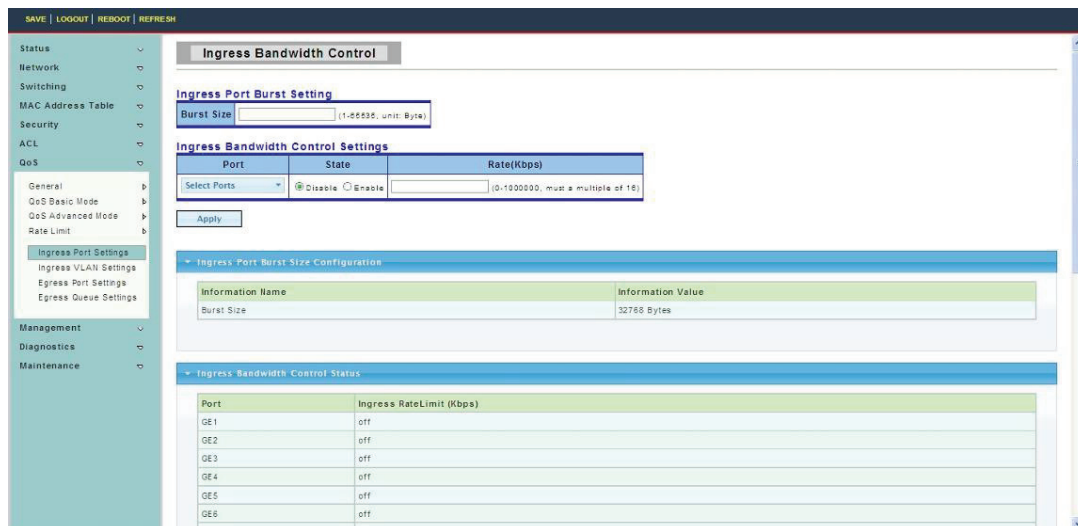 SAVE | LOGOUT | REBOOT | REFRESH
Status
Network
Switching
MAC Address Table
Security
ACL
QoS
General
QoS Basic Mode
QoS Advanced Mode
Rate Limit
Ingress Port Settings
Ingress VLAN Settings
Egress Port Settings
Egress Queue Settings
Management
Diagnostics
Maintenance
Ingress Bandwidth Control
Ingress Port Burst Setting
Burst Size (1-65535, unit: Byte)
Ingress Bandwidth Control Settings
Port State Rate(Kbps)
Select Ports Disable Enable (0-1000000, must a multiple of 16)
Apply
Ingress Port Burst Size Configuration
Information Name Information Value
Burst Size 32768 Bytes
Ingress Bandwidth Control Status
Port Ingress RateLimit (Kbps)
GE1 off
GE2 off
GE3 off
GE4 off
GE5 off
GE6 off